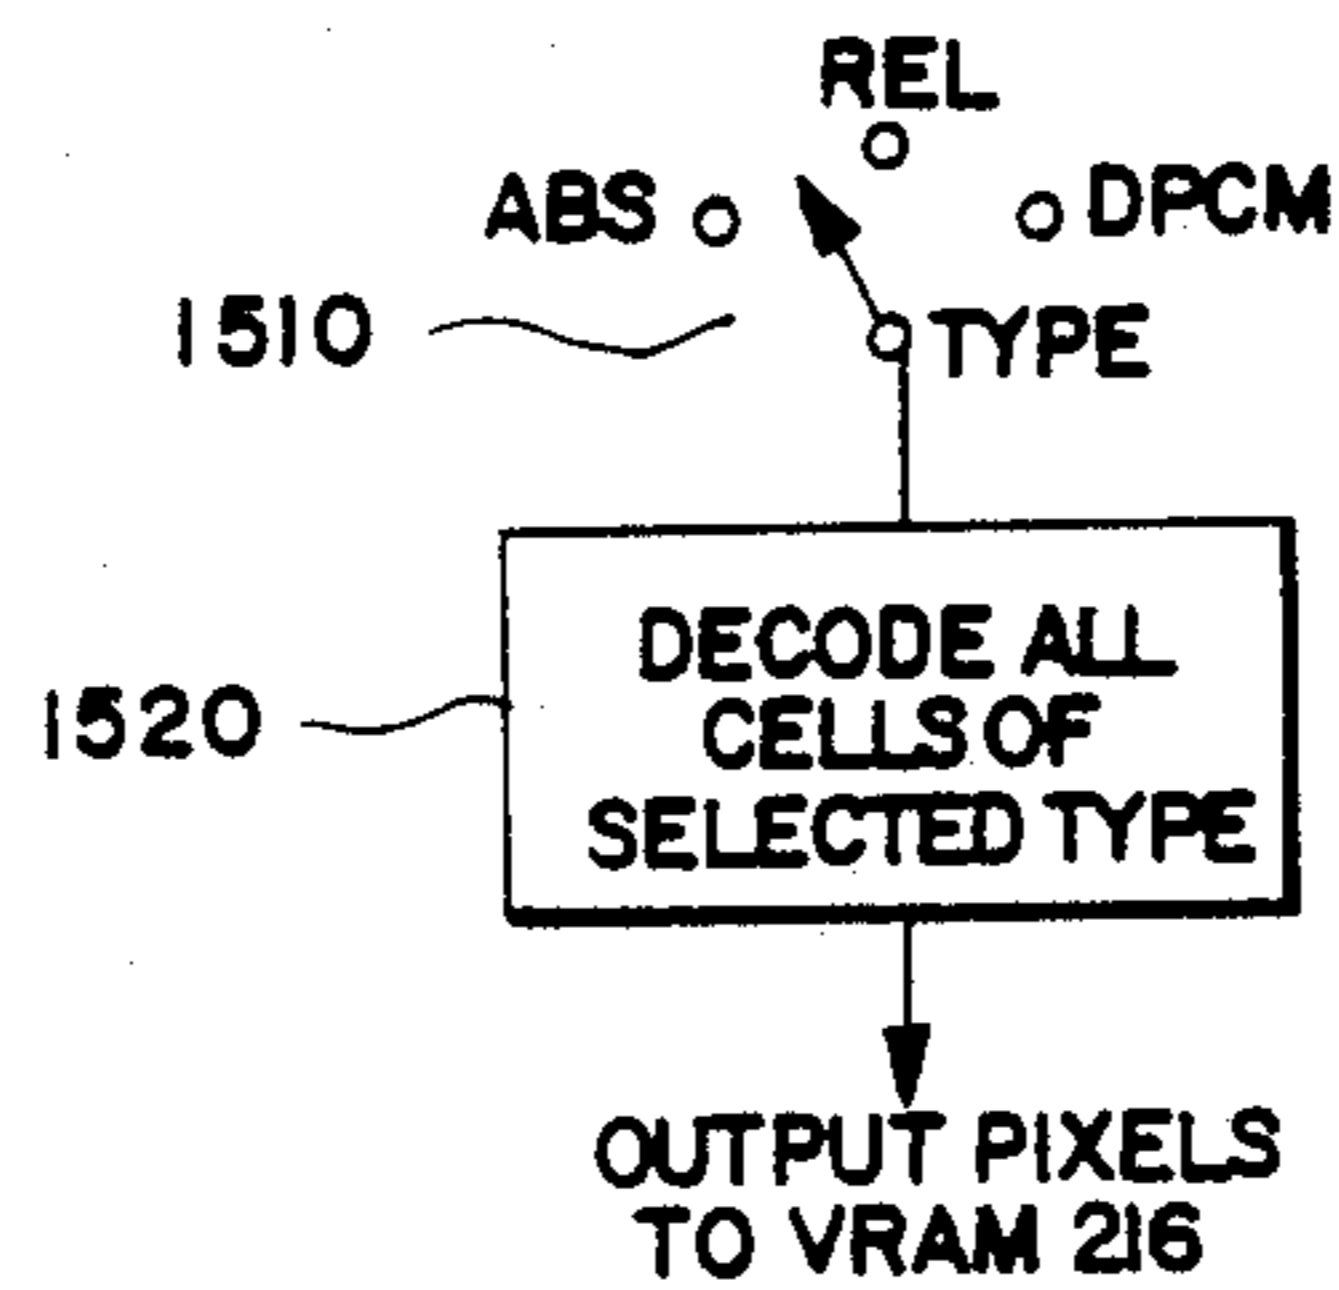 REL
ABS
DPCM
1510
TYPE
DECODE ALL
1520
CELLS OF
SELECTED TYPE
OUTPUT PIXELS
TO VRAM 216